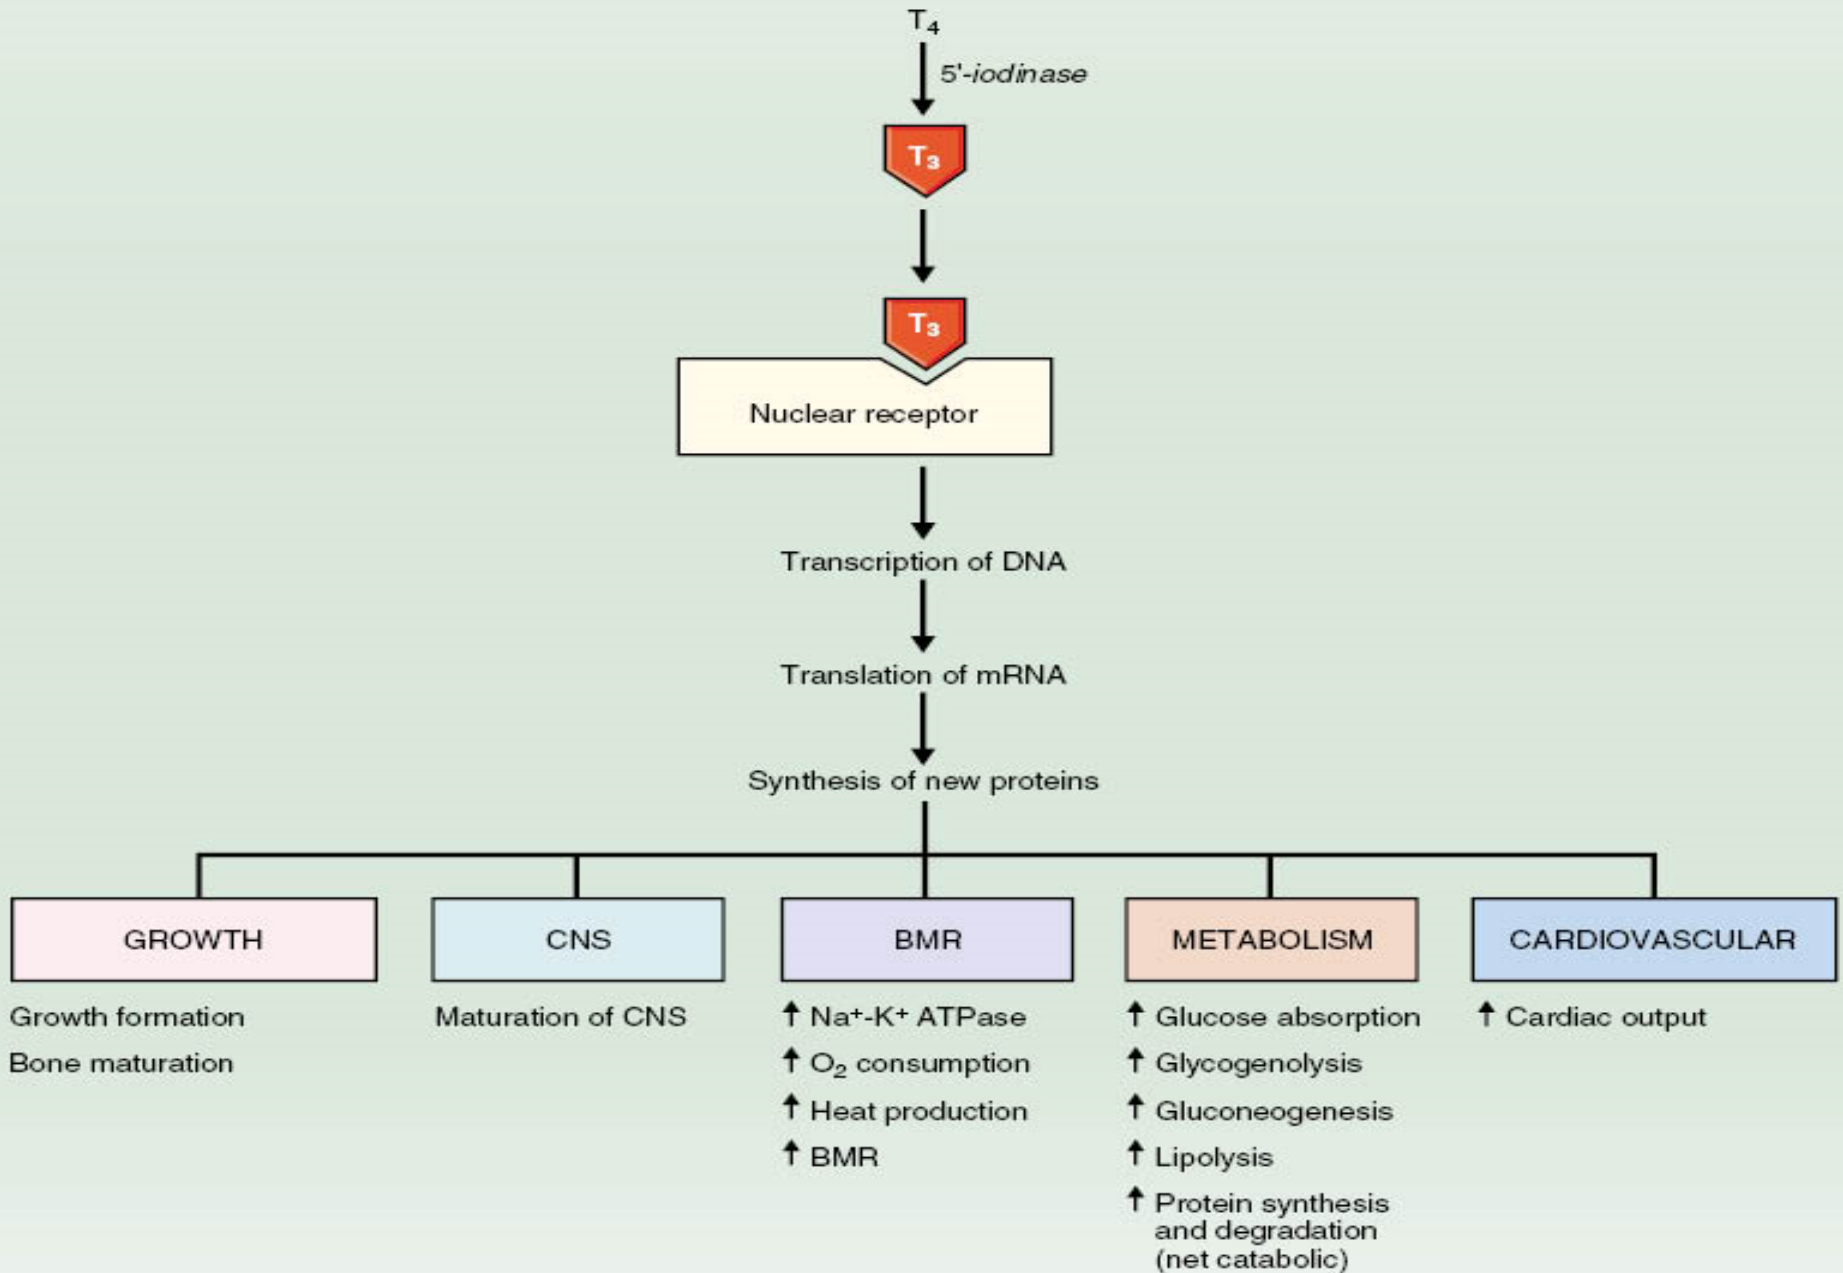 T₄
5'-iodinase
T₃
T₃
Nuclear receptor
Transcription of DNA
Translation of mRNA
Synthesis of new proteins
GROWTH
Growth formation
Bone maturation
CNS
Maturation of CNS
BMR
↑ Na⁺-K⁺ ATPase
↑ O₂ consumption
↑ Heat production
↑ BMR
METABOLISM
↑ Glucose absorption
↑ Glycogenolysis
↑ Gluconeogenesis
↑ Lipolysis
↑ Protein synthesis
and degradation
(net catabolic)
CARDIOVASCULAR
↑ Cardiac output